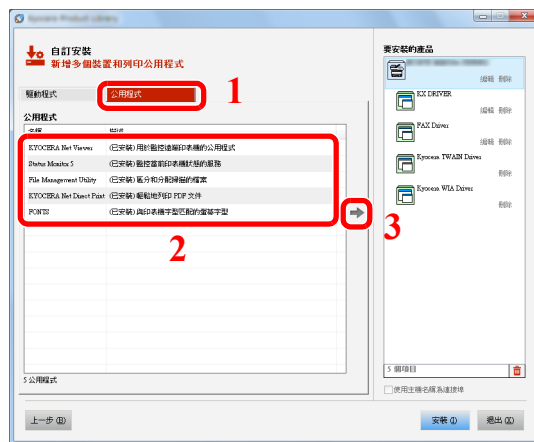 Kyocera Product Library
自訂安裝
新增多個裝置和列印公用程式
驅動程式
公用程式
1
公用程式
名稱 描述
KYOCERA Net Viewer (已安裝) 用於監控遠端印表機的公用程式
Status Monitor 5 (已安裝) 監控當前印表機狀態的服務
File Management Utility (已安裝) 區分和分配掃描的檔案
KYOCERA Net Direct Print (已安裝) 輕鬆地列印 PDF 文件
FONTS (已安裝) 與印表機字型匹配的螢幕字型
2
3
5 公用程式
要安裝的產品
編輯 刪除
KX DRIVER
編輯 刪除
FAX Driver
編輯 刪除
Kyocera TWAIN Driver
刪除
Kyocera WIA Driver
刪除
5 個項目
使用主機名稱為連接埠
上一步 (B)
安裝 (I)
退出 (X)